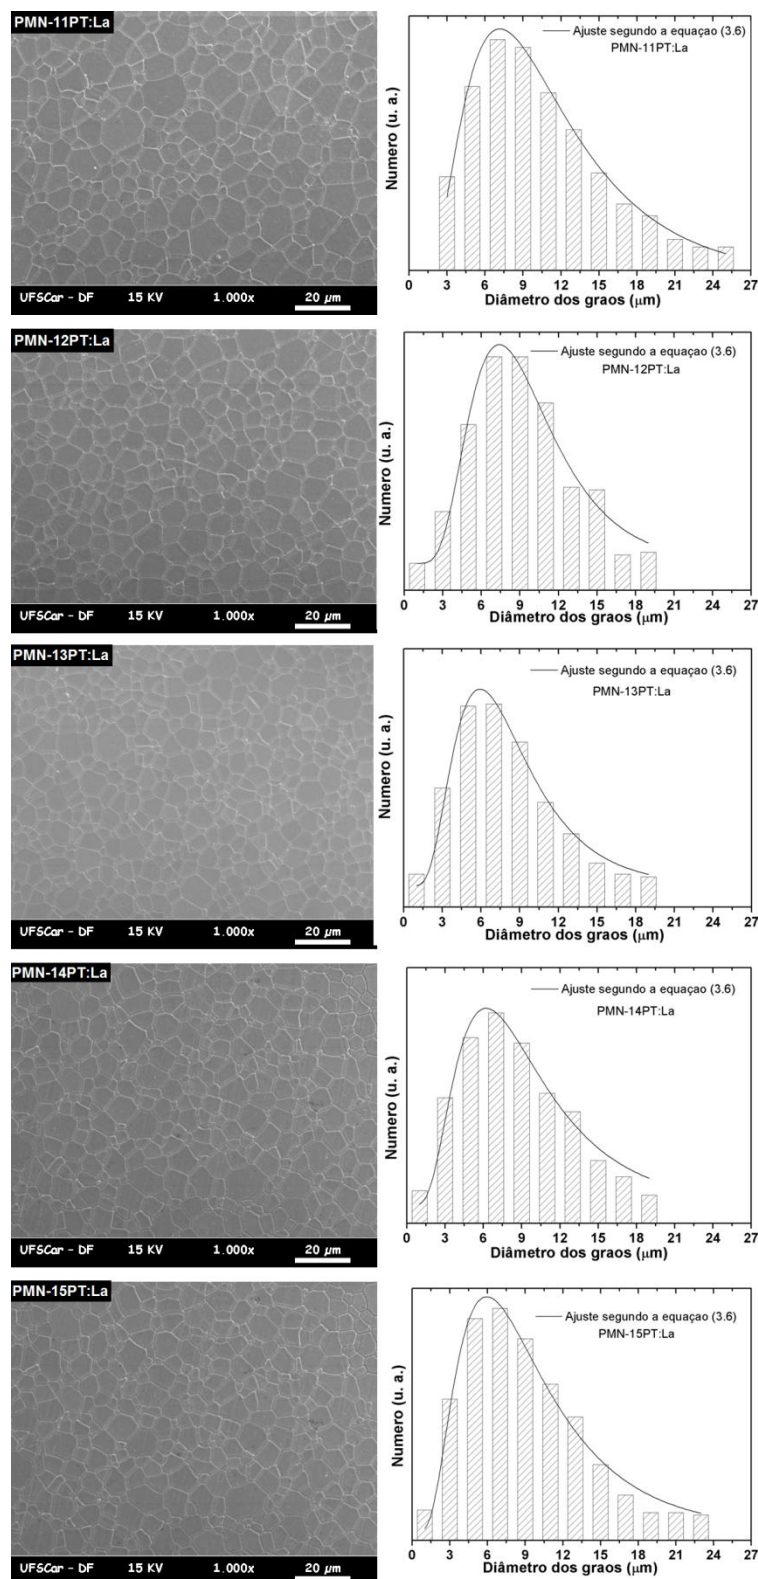 PMN-11PT:La
UFSCar - DF 15 KV 1.000x 20 µm
Numero (u. a.)
Ajuste segundo a equaçao (3.6)
PMN-11PT:La
0 3 6 9 12 15 18 21 24 27
Diâmetro dos graos (µm)
PMN-12PT:La
UFSCar - DF 15 KV 1.000x 20 µm
Numero (u. a.)
Ajuste segundo a equaçao (3.6)
PMN-12PT:La
0 3 6 9 12 15 18 21 24 27
Diâmetro dos graos (µm)
PMN-13PT:La
UFSCar - DF 15 KV 1.000x 20 µm
Numero (u. a.)
Ajuste segundo a equaçao (3.6)
PMN-13PT:La
0 3 6 9 12 15 18 21 24 27
Diâmetro dos graos (µm)
PMN-14PT:La
UFSCar - DF 15 KV 1.000x 20 µm
Numero (u. a.)
Ajuste segundo a equaçao (3.6)
PMN-14PT:La
0 3 6 9 12 15 18 21 24 27
Diâmetro dos graos (µm)
PMN-15PT:La
UFSCar - DF 15 KV 1.000x 20 µm
Numero (u. a.)
Ajuste segundo a equaçao (3.6)
PMN-15PT:La
0 3 6 9 12 15 18 21 24 27
Diâmetro dos graos (µm)